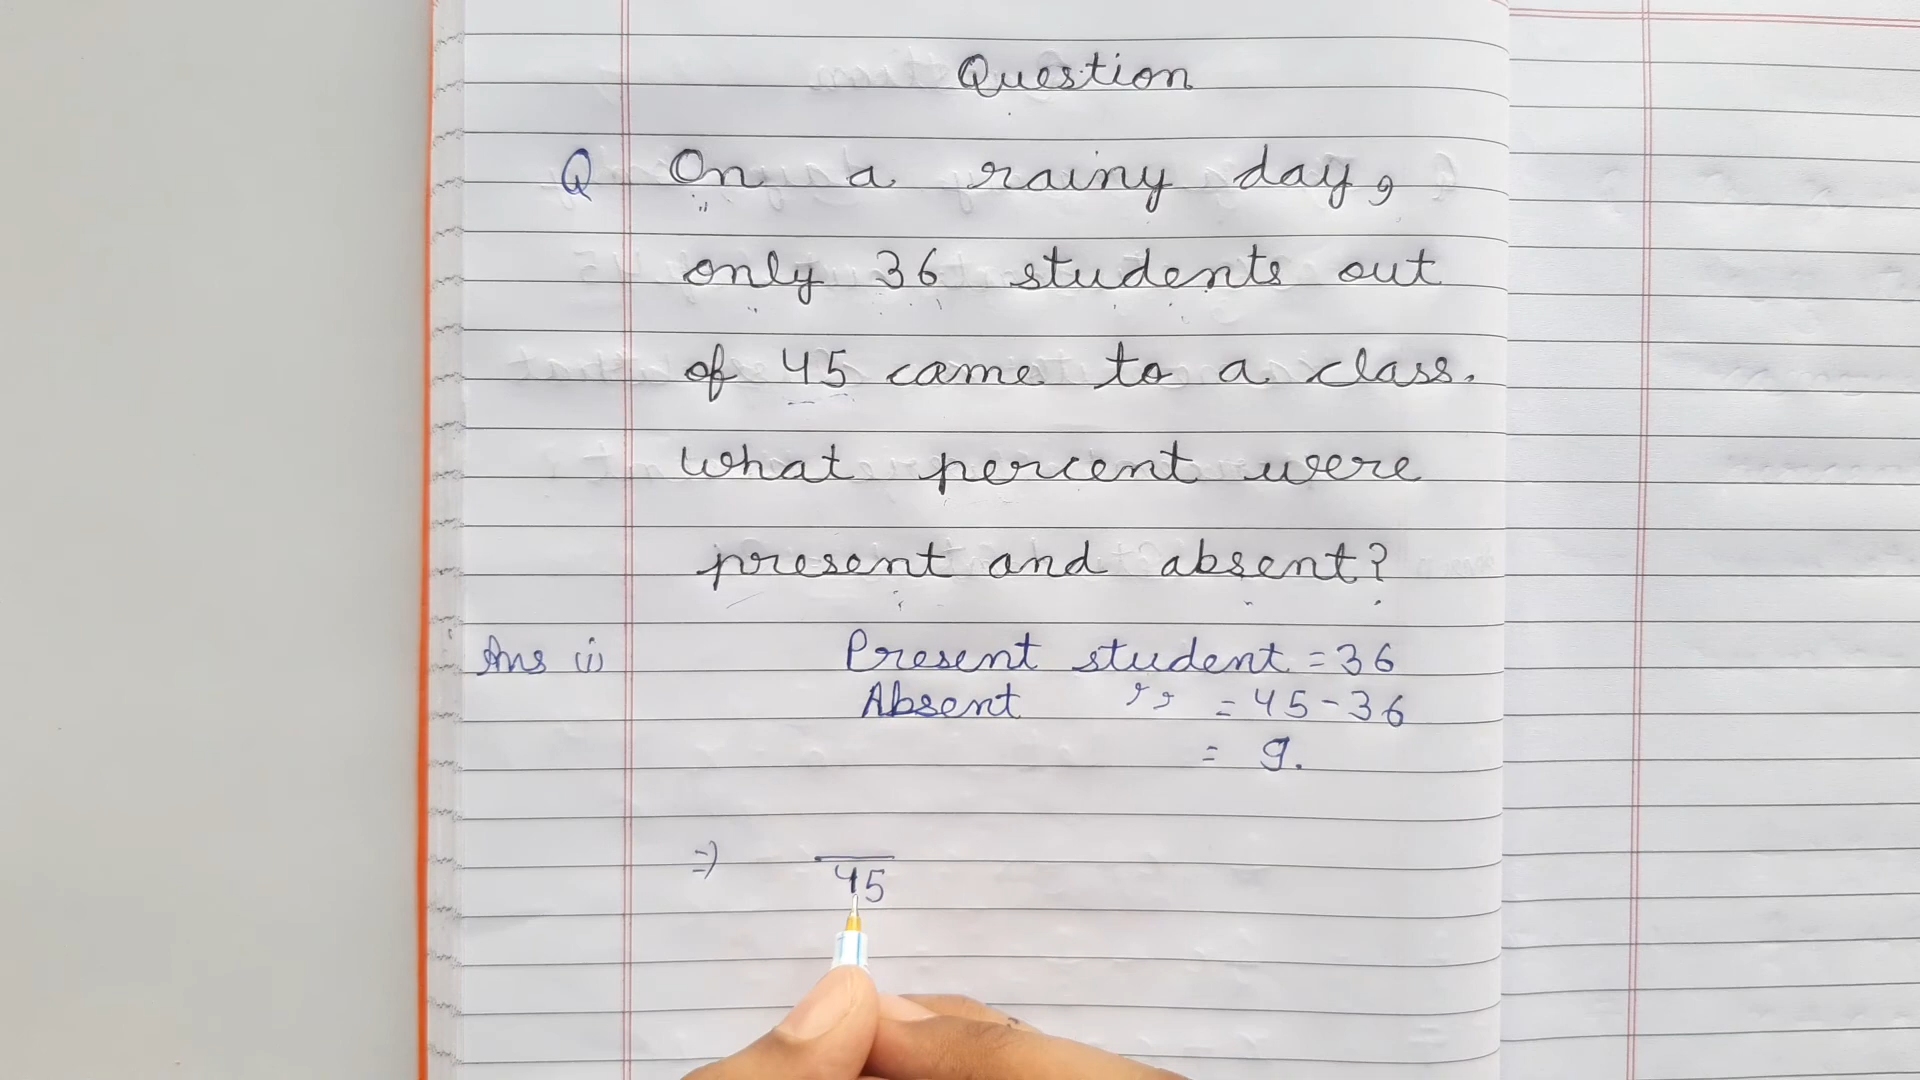 Question
Q On a rainy day,
only 36 students out
of 45 came to a class.
What percent were
present and absent?
Ans (i) Present student = 36
Absent ,, = 45 - 36
= 9.
⇒ 45